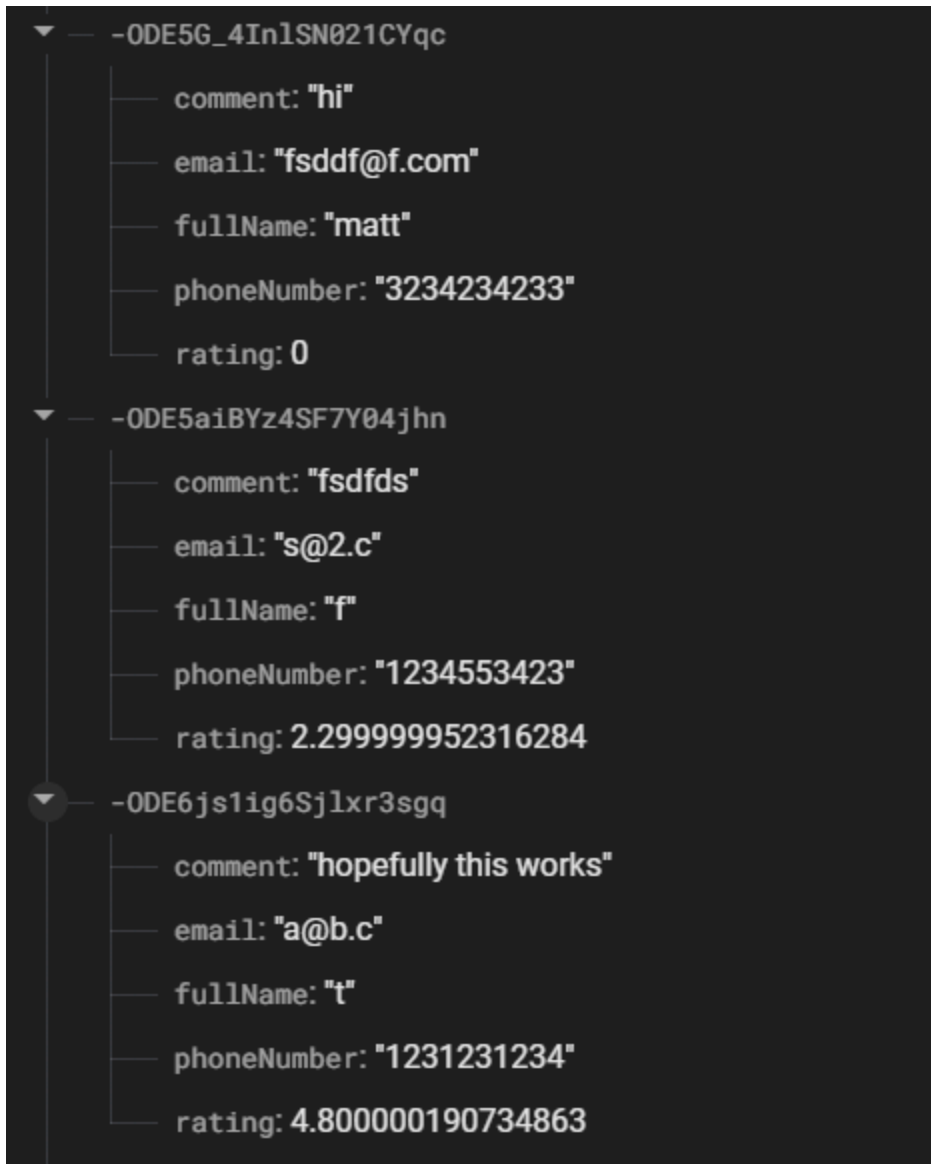 -ODE5G_4InlSN021CYqc
comment: "hi"
email: "fsddf@f.com"
fullName: "matt"
phoneNumber: "3234234233"
rating: 0
-ODE5aiBYz4SF7Y04jhn
comment: "fsdfds"
email: "s@2.c"
fullName: "f"
phoneNumber: "1234553423"
rating: 2.299999952316284
-ODE6js1ig6Sjlxr3sgq
comment: "hopefully this works"
email: "a@b.c"
fullName: "t"
phoneNumber: "1231231234"
rating: 4.800000190734863